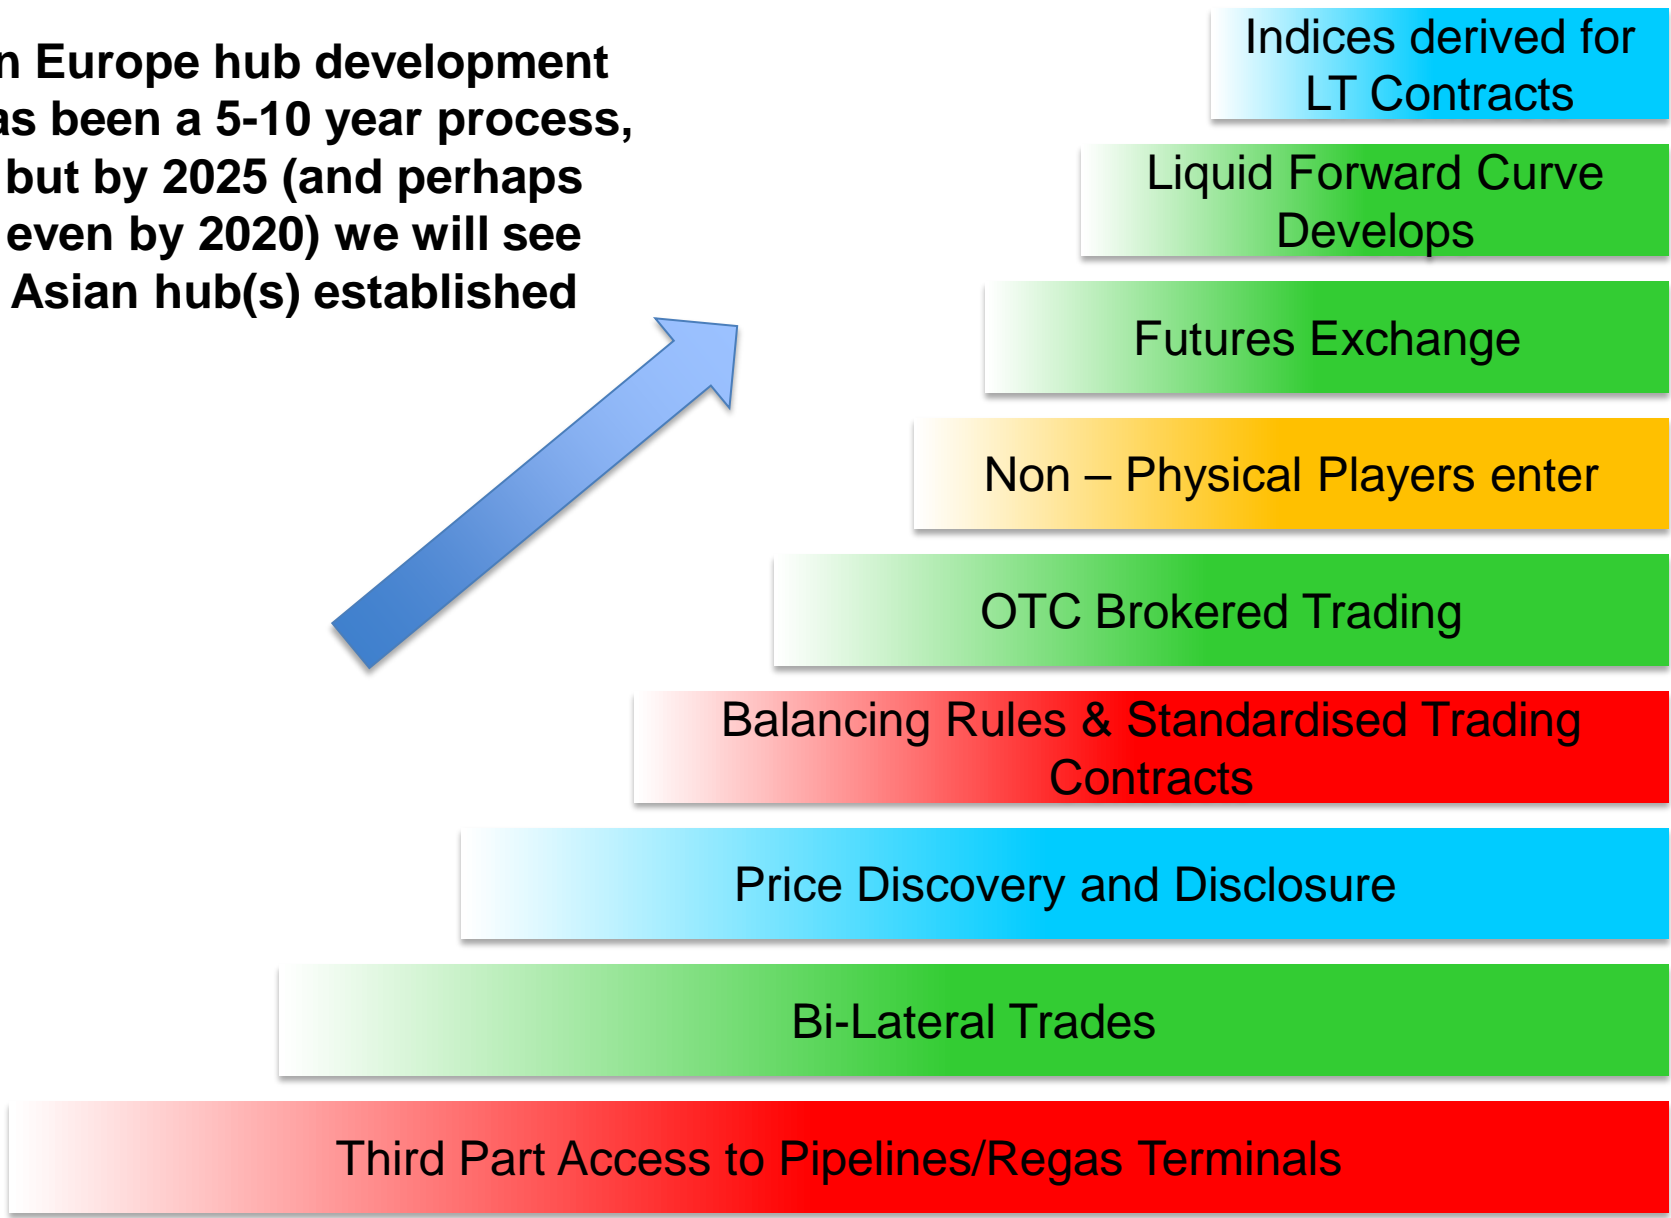 n Europe hub development
as been a 5-10 year process,
but by 2025 (and perhaps
even by 2020) we will see
Asian hub(s) established
Indices derived for
LT Contracts
Liquid Forward Curve
Develops
Futures Exchange
Non – Physical Players enter
OTC Brokered Trading
Balancing Rules & Standardised Trading
Contracts
Price Discovery and Disclosure
Bi-Lateral Trades
Third Part Access to Pipelines/Regas Terminals